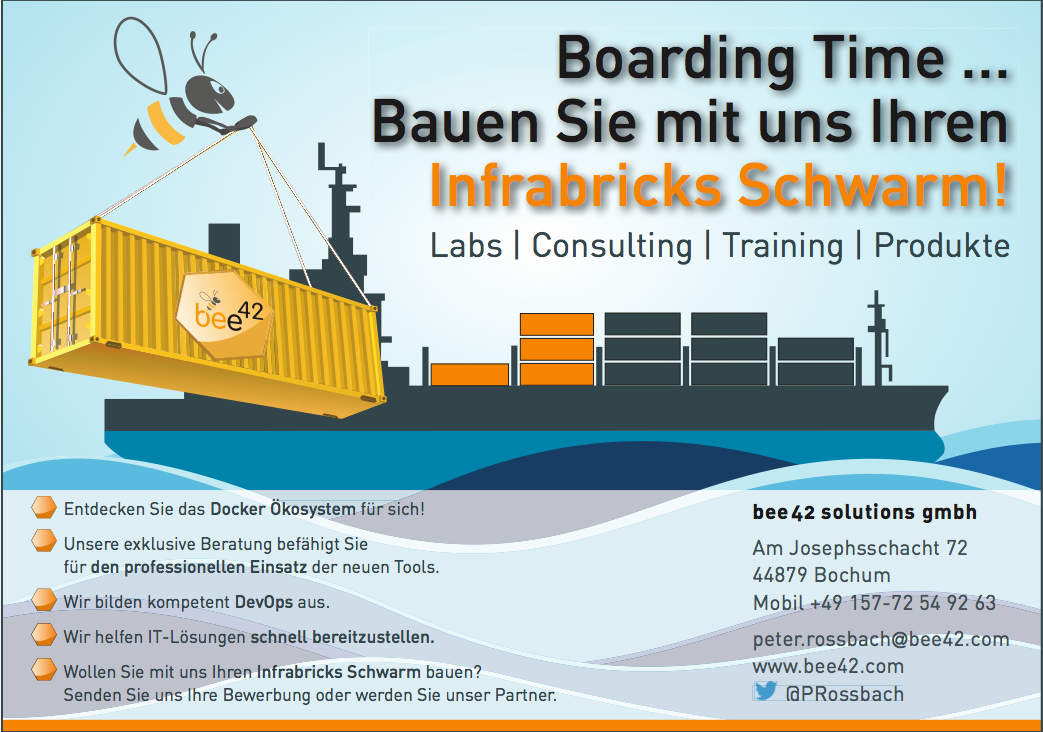 Boarding Time ...
Bauen Sie mit uns Ihren
Infrabricks Schwarm!
Labs | Consulting | Training | Produkte
bee42
Entdecken Sie das Docker Ökosystem für sich!
Unsere exklusive Beratung befähigt Sie
für den professionellen Einsatz der neuen Tools.
Wir bilden kompetent DevOps aus.
Wir helfen IT-Lösungen schnell bereitzustellen.
Wollen Sie mit uns Ihren Infrabricks Schwarm bauen?
Senden Sie uns Ihre Bewerbung oder werden Sie unser Partner.
bee42 solutions gmbh
Am Josephsschacht 72
44879 Bochum
Mobil +49 157-72 54 92 63
peter.rossbach@bee42.com
www.bee42.com
@PRossbach